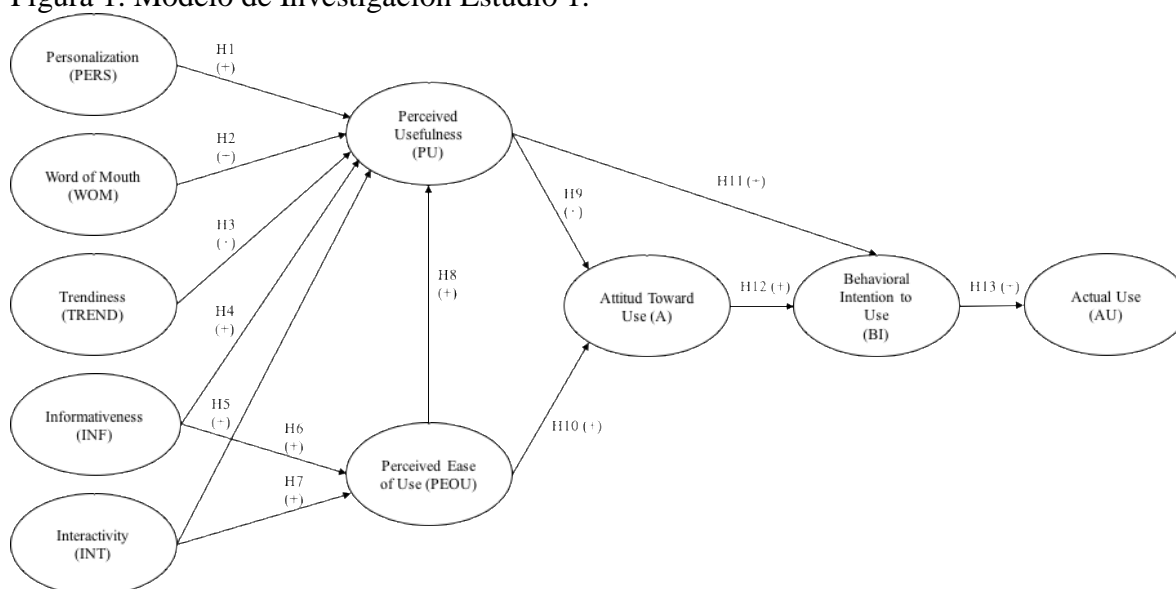 Figura 1. Modelo de Investigación Estudio 1.
Personalization
(PERS)
H1
(+)
Perceived
Usefulness
(PU)
Word of Mouth
(WOM)
H2
Trendiness
(TREND)
H3
Informativeness
(INF)
H4
(+)
Interactivity
(INT)
H5
(+)
H6
(+)
H7
(+)
Perceived Ease
of Use (PEOU)
H8
(+)
H9
H10 (+)
H11
Attitud Toward
Use (A)
H12 (+)
Behavioral
Intention to
Use
(BI)
H13
Actual Use
(AU)